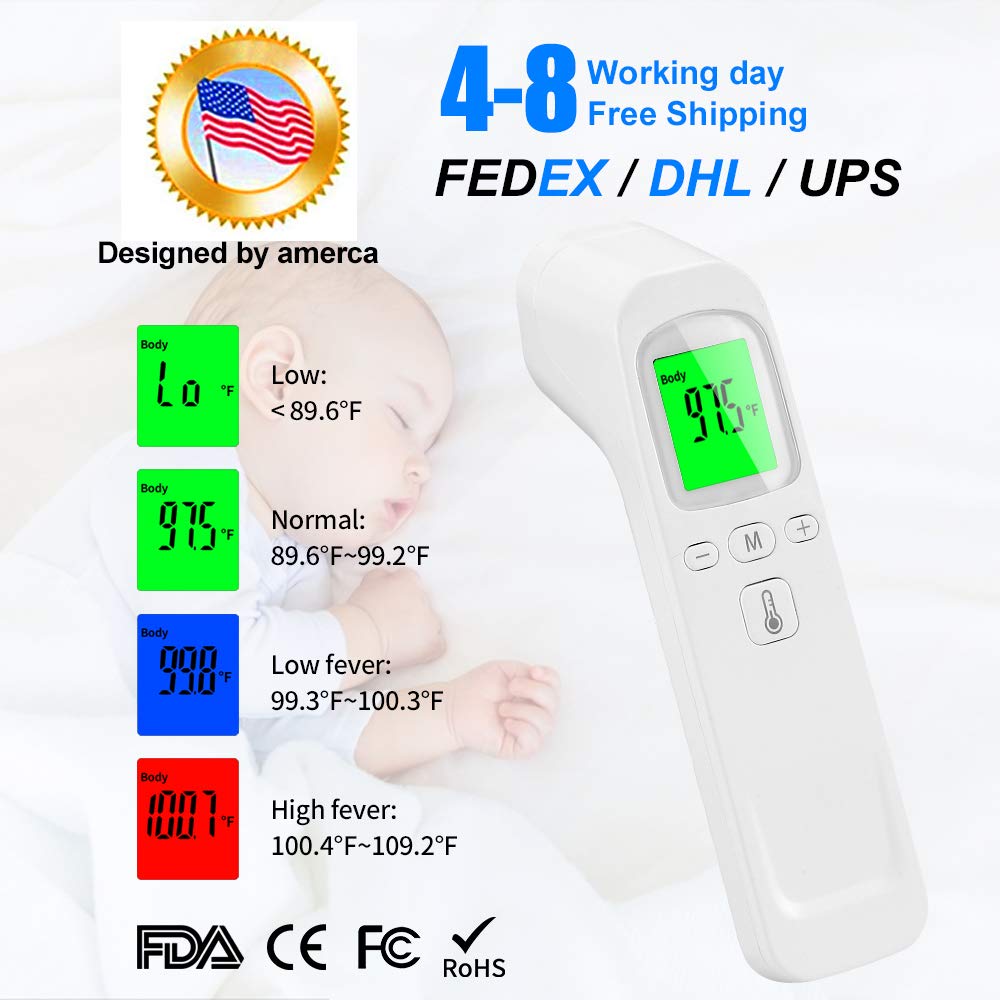 4-8 Working day
Free Shipping
FEDEX / DHL / UPS
Designed by amerca
Body
Lo °F
Low:
< 89.6°F
Body
97.5 °F
Normal:
89.6°F~99.2°F
Body
99.8 °F
Low fever:
99.3°F~100.3°F
Body
100.7 °F
High fever:
100.4°F~109.2°F
Body
97.5 °F
− M +
FDA CE FC RoHS